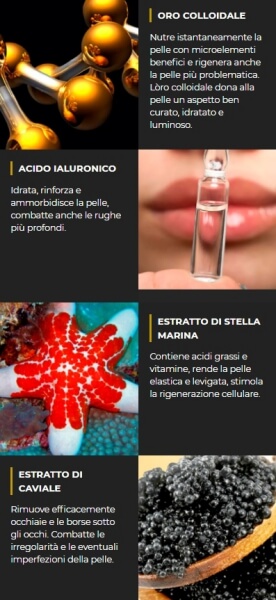 ORO COLLOIDALE
Nutre istantaneamente la
pelle con microelementi
benefici e rigenera anche
la pelle più problematica.
L'òro colloidale dona alla
pelle un aspetto ben
curato, idratato e
luminoso.
ACIDO IALURONICO
Idrata, rinforza e
ammorbidisce la pelle,
combatte anche le rughe
più profondi.
ESTRATTO DI STELLA
MARINA
Contiene acidi grassi e
vitamine, rende la pelle
elastica e levigata, stimola
la rigenerazione cellulare.
ESTRATTO DI
CAVIALE
Rimuove efficacemente
occhiaie e le borse sotto
gli occhi. Combatte le
irregolarità e le eventuali
imperfezioni della pelle.